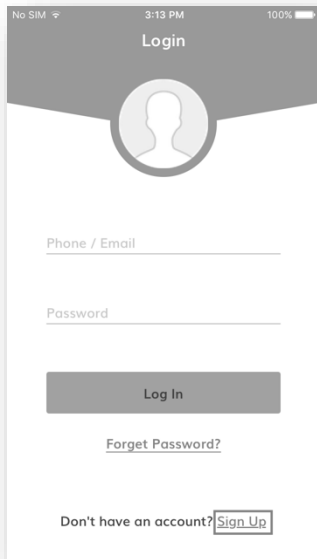 No SIM 3:13 PM 100%
Login
Phone / Email
Password
Log In
Forget Password?
Don't have an account? Sign Up